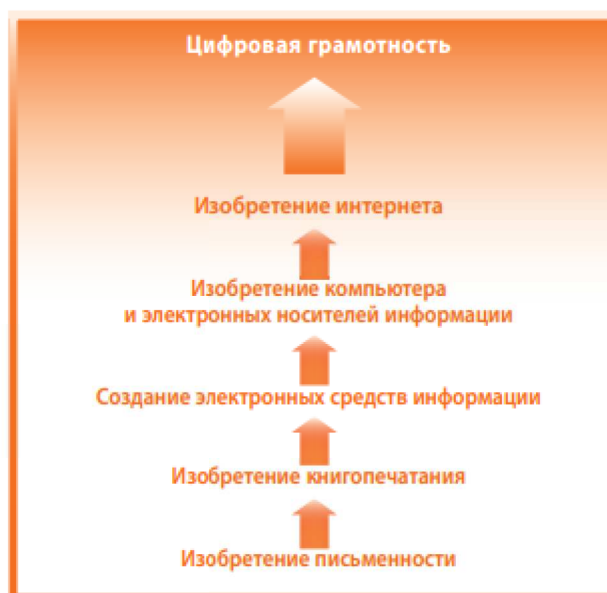 Цифровая грамотность
Изобретение интернета
Изобретение компьютера
и электронных носителей информации
Создание электронных средств информации
Изобретение книгопечатания
Изобретение письменности